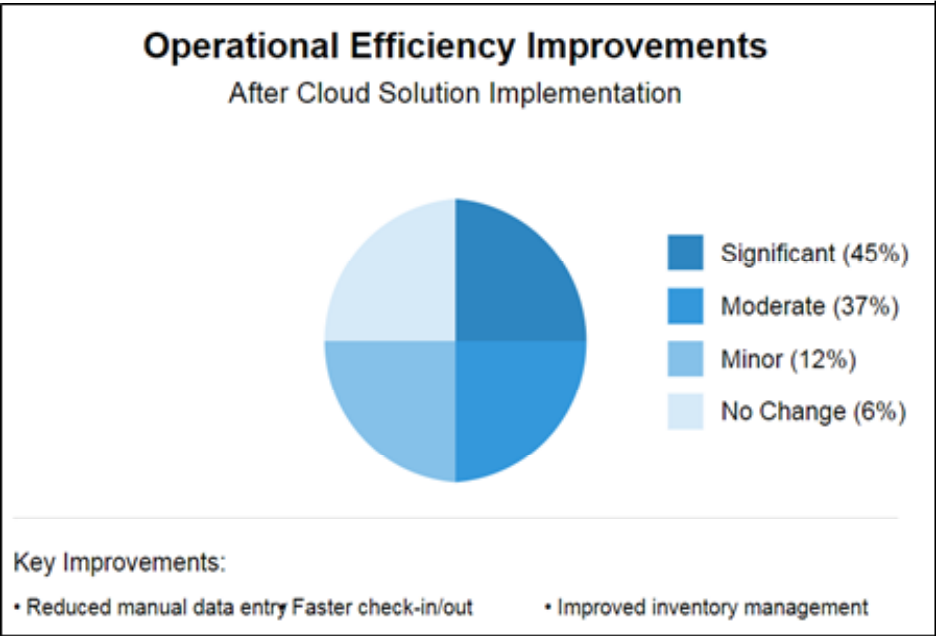 Operational Efficiency Improvements
After Cloud Solution Implementation
Significant (45%)
Moderate (37%)
Minor (12%)
No Change (6%)
Key Improvements:
• Reduced manual data entry • Faster check-in/out • Improved inventory management